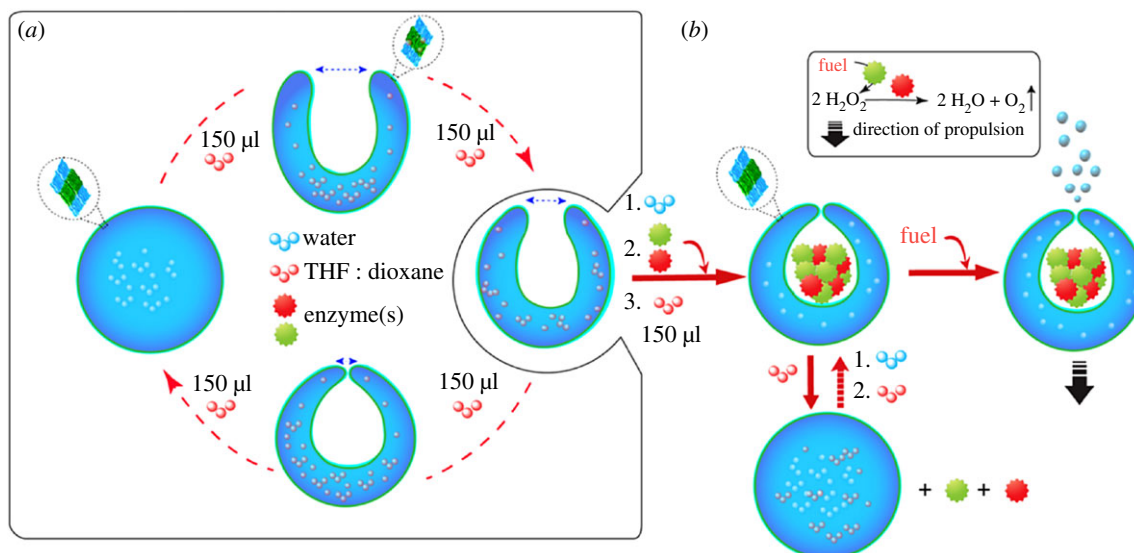 (a)
150 µl
150 µl
water
THF : dioxane
enzyme(s)
150 µl
150 µl
1.
2.
3.
150 µl
(b)
fuel
2 H₂O₂ 2 H₂O + O₂
direction of propulsion
fuel
1.
2.
+ +